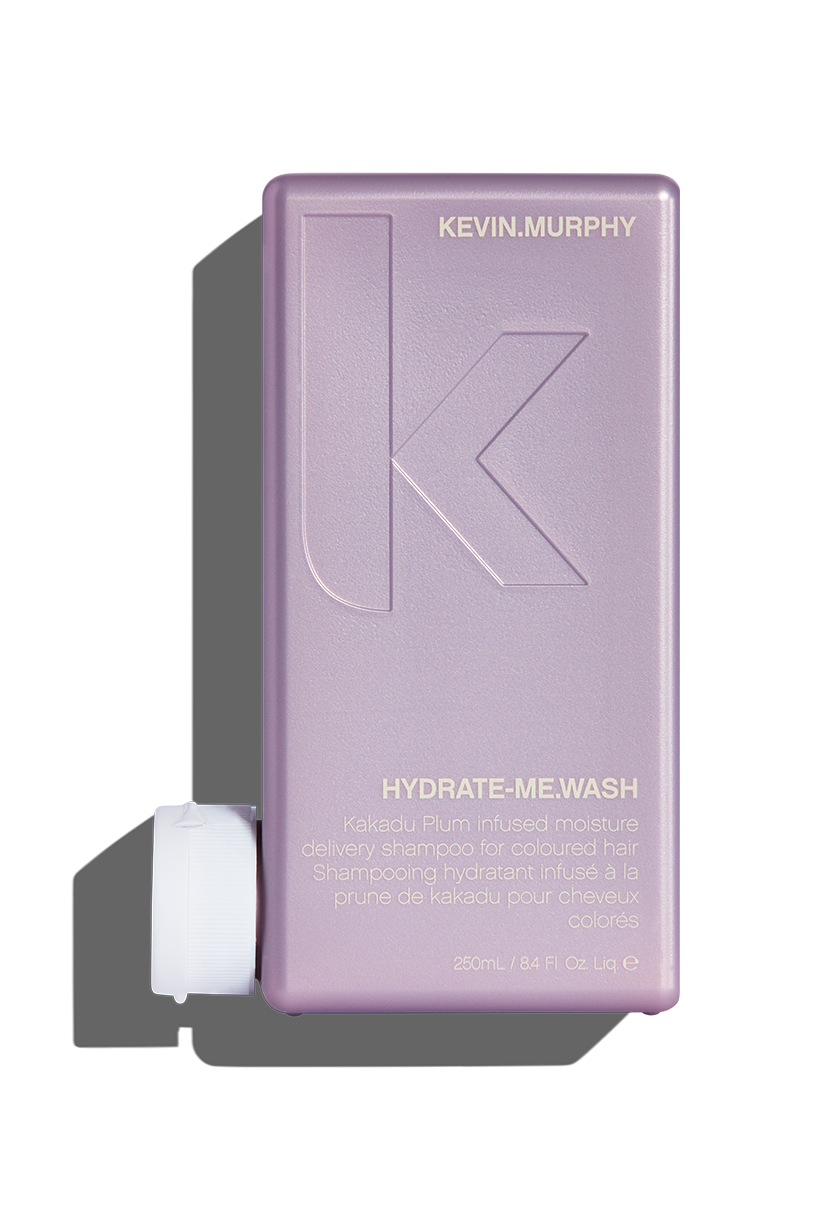 KEVIN.MURPHY
HYDRATE-ME.WASH
Kakadu Plum infused moisture
delivery shampoo for coloured hair
Shampooing hydratant infusé à la
prune de kakadu pour cheveux
colorés
250mL / 8.4 Fl Oz. Liq. ℮